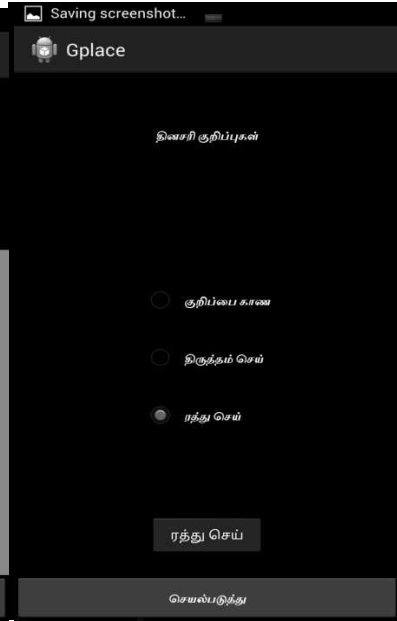 Saving screenshot...
Gplace
தினசரி குறிப்புகள்
குறிப்பை காண
திருத்தம் செய்
ரத்து செய்
ரத்து செய்
செயல்படுத்து